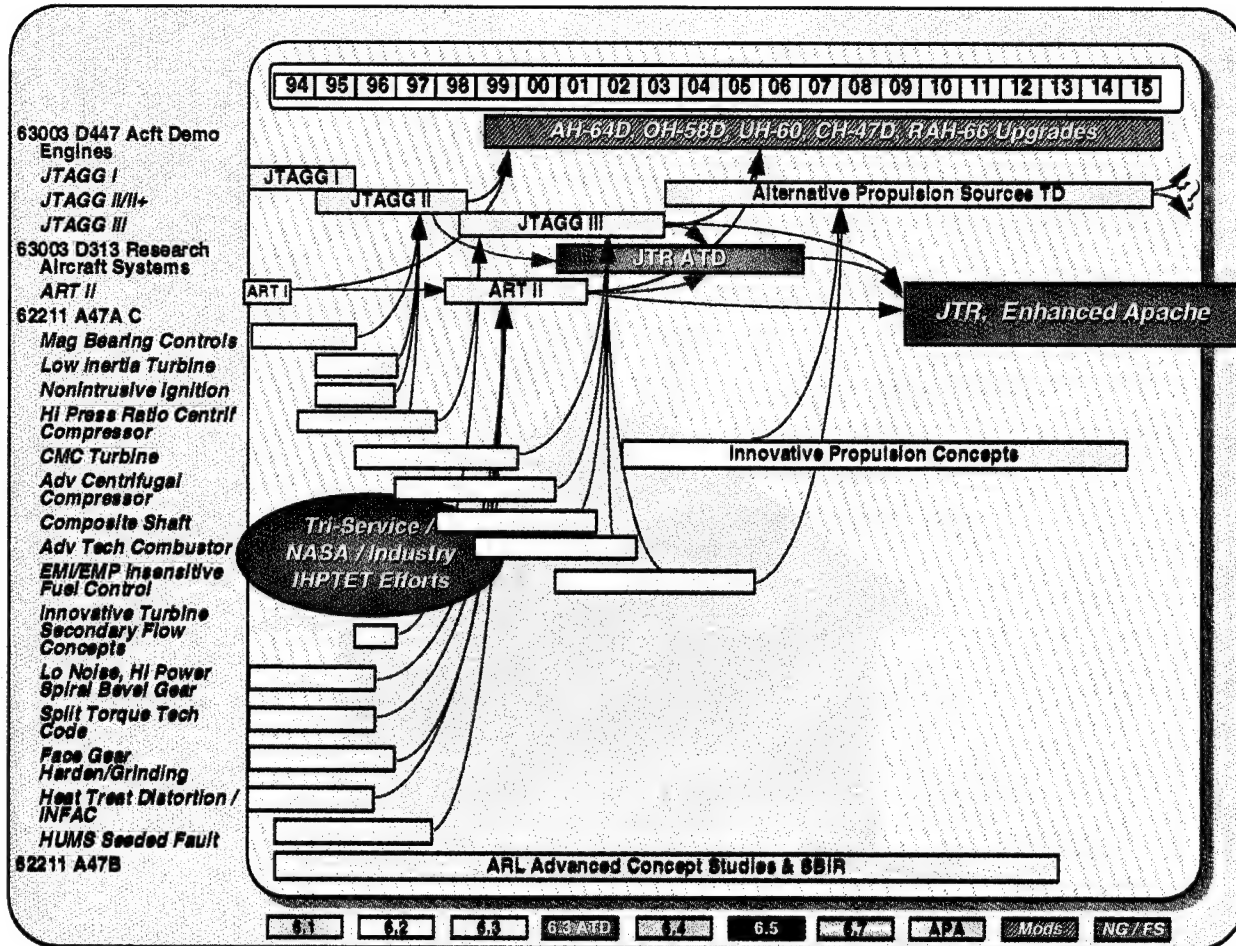 94 95 96 97 98 99 00 01 02 03 04 05 06 07 08 09 10 11 12 13 14 15
63003 D447 Acft Demo
Engines
JTAGG I
JTAGG II/II+
JTAGG III
63003 D313 Research
Aircraft Systems
ART II
62211 A47A C
Mag Bearing Controls
Low Inertia Turbine
Nonintrusive Ignition
Hi Press Ratio Centrif
Compressor
CMC Turbine
Adv Centrifugal
Compressor
Composite Shaft
Adv Tech Combustor
EMI/EMP Insensitive
Fuel Control
Innovative Turbine
Secondary Flow
Concepts
Lo Noise, Hi Power
Spiral Bevel Gear
Split Torque Tech
Code
Face Gear
Harden/Grinding
Heat Treat Distortion /
INFAC
HUMS Seeded Fault
62211 A47B
AH-64D, OH-58D, UH-60, CH-47D, RAH-66 Upgrades
JTAGG I
JTAGG II
Alternative Propulsion Sources TD
JTAGG III
JTR ATD
ART I
ART II
JTR, Enhanced Apache
Innovative Propulsion Concepts
Tri-Service /
NASA / Industry
IHPTET Efforts
ARL Advanced Concept Studies & SBIR
6.1 6.2 6.3 6.3 ATD 6.4 6.5 6.7 APA Mods NG / FS